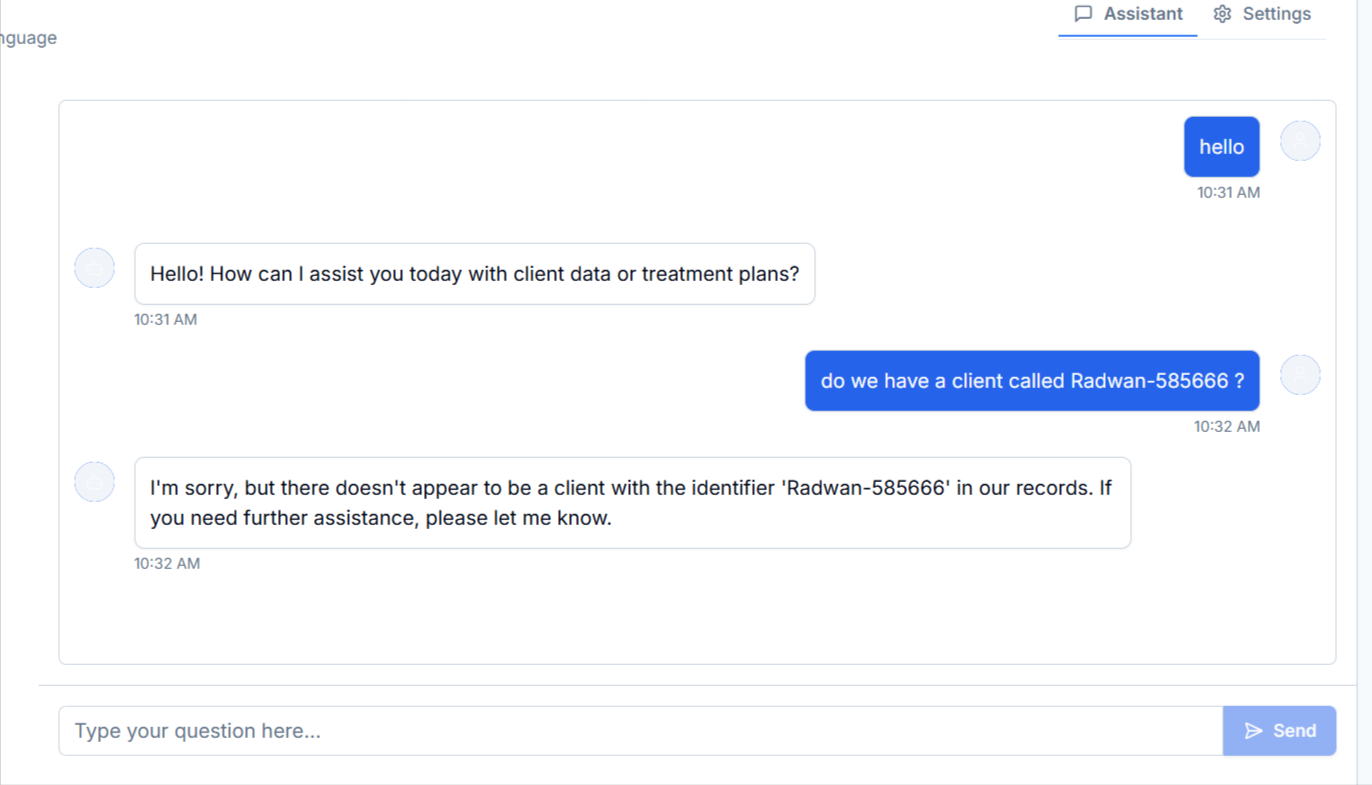 Assistant
Settings
nguage
hello
10:31 AM
Hello! How can I assist you today with client data or treatment plans?
10:31 AM
do we have a client called Radwan-585666 ?
10:32 AM
I'm sorry, but there doesn't appear to be a client with the identifier 'Radwan-585666' in our records. If
you need further assistance, please let me know.
10:32 AM
Type your question here...
Send